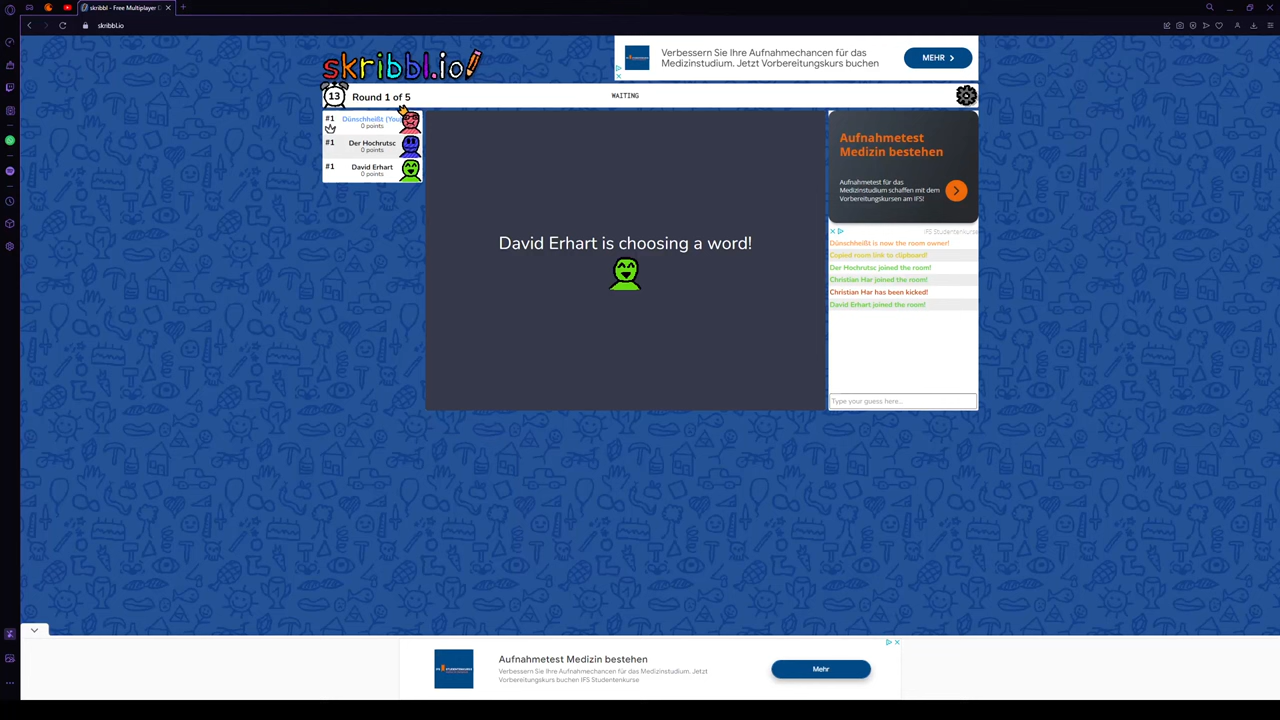 skribbl - Free Multiplayer D
skribbl.io
skribbl.io
Verbessern Sie Ihre Aufnahmechancen für das
Medizinstudium. Jetzt Vorbereitungskurs buchen
MEHR
13
Round 1 of 5
WAITING
#1
Dünschheißt (You)
0 points
#1
Der Hochrutsc
0 points
#1
David Erhart
0 points
David Erhart is choosing a word!
Aufnahmetest
Medizin bestehen
Aufnahmetest für das
Medizinstudium schaffen mit dem
Vorbereitungskursen am IFS!
IFS Studentenkurse
Dünschheißt is now the room owner!
Copied room link to clipboard!
Der Hochrutsc joined the room!
Christian Har joined the room!
Christian Har has been kicked!
David Erhart joined the room!
Type your guess here...
Aufnahmetest Medizin bestehen
Verbessern Sie Ihre Aufnahmechancen für das Medizinstudium. Jetzt
Vorbereitungskurs buchen IFS Studentenkurse
Mehr